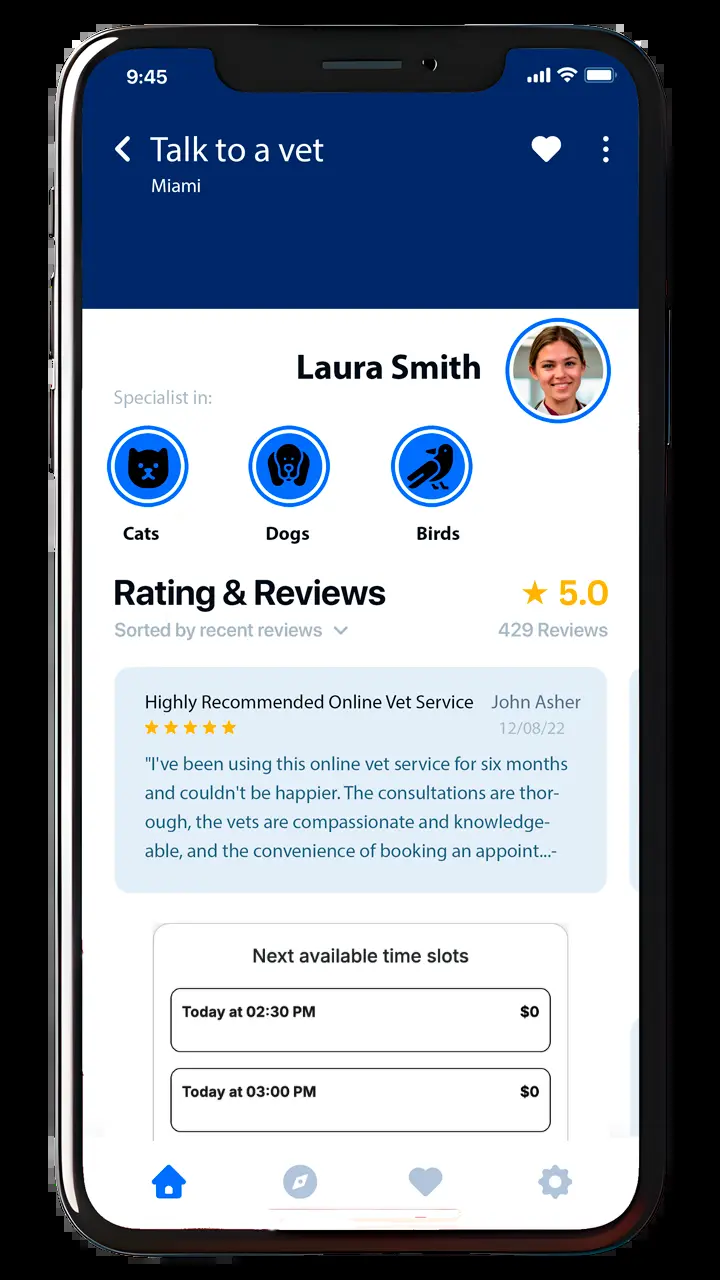 9:45
Talk to a vet
Miami
Laura Smith
Specialist in:
Cats Dogs Birds
Rating & Reviews ★ 5.0
Sorted by recent reviews 429 Reviews
Highly Recommended Online Vet Service John Asher
★★★★★ 12/08/22
"I've been using this online vet service for six months
and couldn't be happier. The consultations are thor-
ough, the vets are compassionate and knowledge-
able, and the convenience of booking an appoint...-
Next available time slots
Today at 02:30 PM $0
Today at 03:00 PM $0